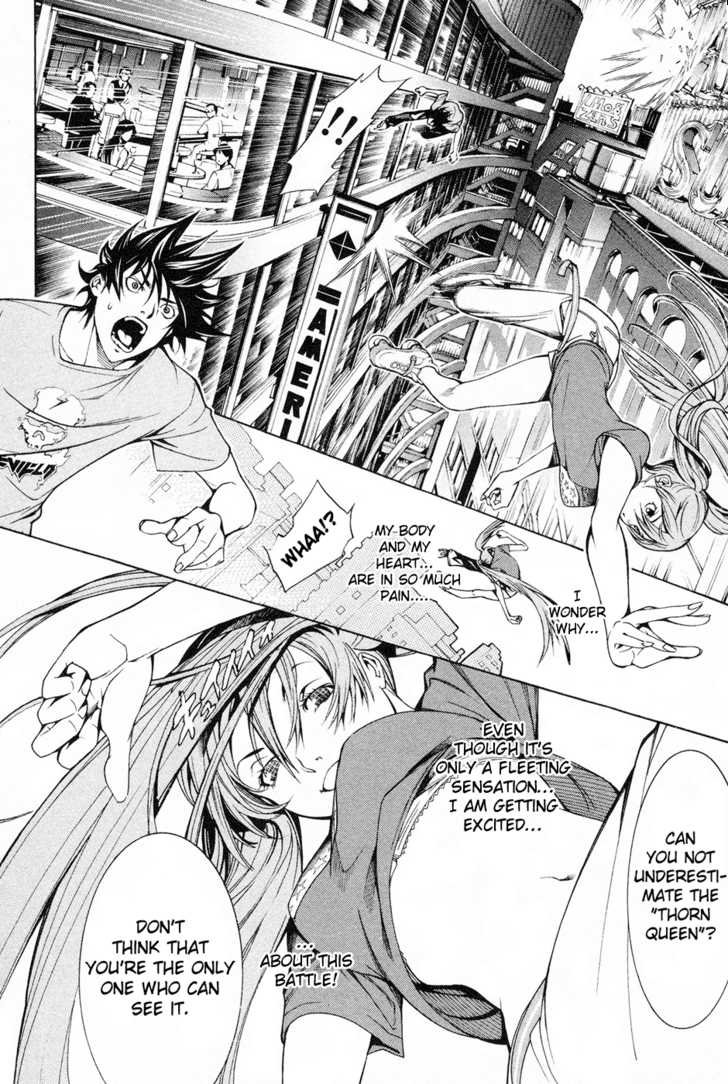 !!
AMERI
WHAA!?
MY BODY
AND MY
HEART...
ARE IN SO MUCH
PAIN....
I
WONDER
WHY...
EVEN
THOUGH IT'S
ONLY A FLEETING
SENSATION...
I AM GETTING
EXCITED...
...
ABOUT THIS
BATTLE!
CAN
YOU NOT
UNDERESTI-
MATE THE
"THORN
QUEEN"?
DON'T
THINK THAT
YOU'RE THE ONLY
ONE WHO CAN
SEE IT.